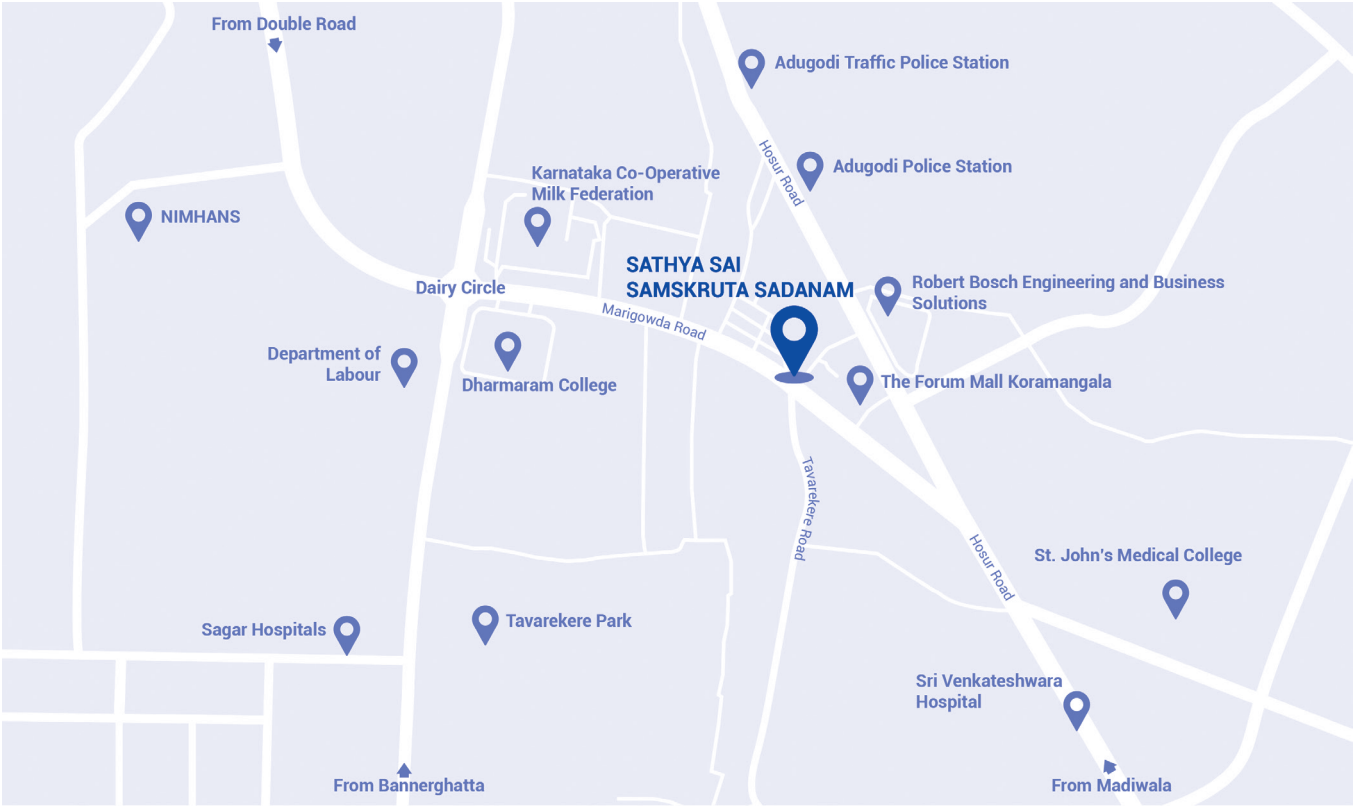 From Double Road
Adugodi Traffic Police Station
Hosur Road
Adugodi Police Station
Karnataka Co-Operative
Milk Federation
NIMHANS
SATHYA SAI
SAMSKRUTA SADANAM
Dairy Circle
Robert Bosch Engineering and Business
Solutions
Marigowda Road
Department of
Labour
Dharmaram College
The Forum Mall Koramangala
Tavarekere Road
Hosur Road
St. John's Medical College
Sagar Hospitals
Tavarekere Park
Sri Venkateshwara
Hospital
From Bannerghatta
From Madiwala